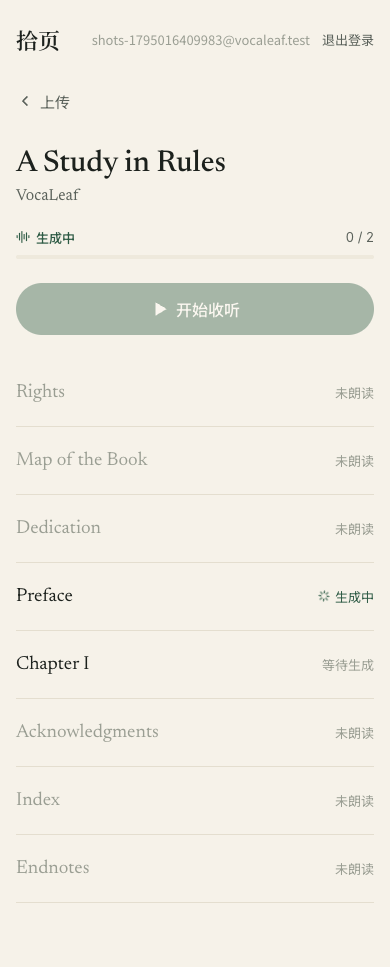 拾页 shots-1795016409983@vocaleaf.test 退出登录
上传
A Study in Rules
VocaLeaf
生成中 0 / 2
开始收听
Rights 未朗读
Map of the Book 未朗读
Dedication 未朗读
Preface 生成中
Chapter I 等待生成
Acknowledgments 未朗读
Index 未朗读
Endnotes 未朗读